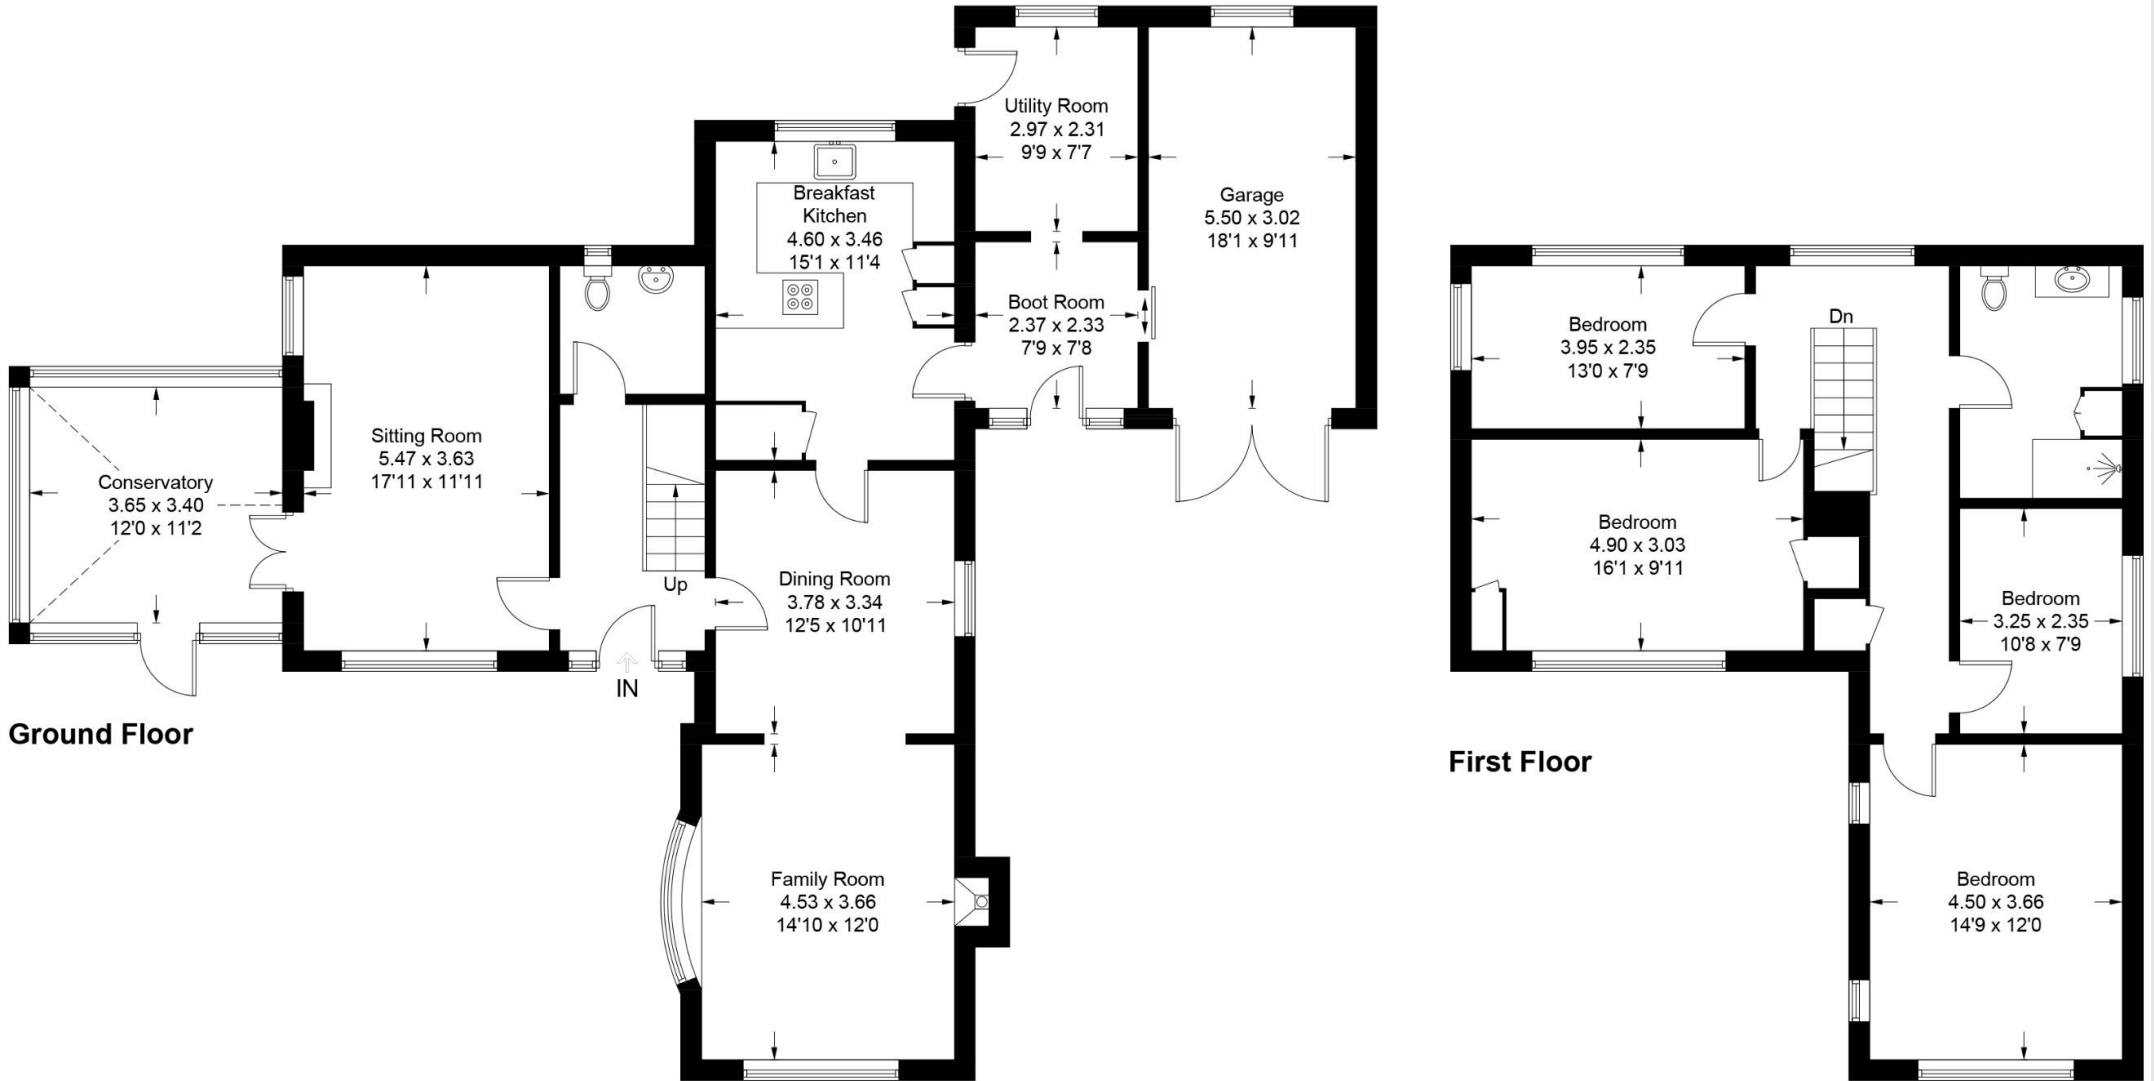 Utility Room
2.97 x 2.31
9'9 x 7'7
Breakfast
Kitchen
4.60 x 3.46
15'1 x 11'4
Garage
5.50 x 3.02
18'1 x 9'11
Boot Room
2.37 x 2.33
7'9 x 7'8
Sitting Room
5.47 x 3.63
17'11 x 11'11
Conservatory
3.65 x 3.40
12'0 x 11'2
Up
Dining Room
3.78 x 3.34
12'5 x 10'11
IN
Ground Floor
Family Room
4.53 x 3.66
14'10 x 12'0
Bedroom
3.95 x 2.35
13'0 x 7'9
Dn
Bedroom
4.90 x 3.03
16'1 x 9'11
Bedroom
3.25 x 2.35
10'8 x 7'9
First Floor
Bedroom
4.50 x 3.66
14'9 x 12'0